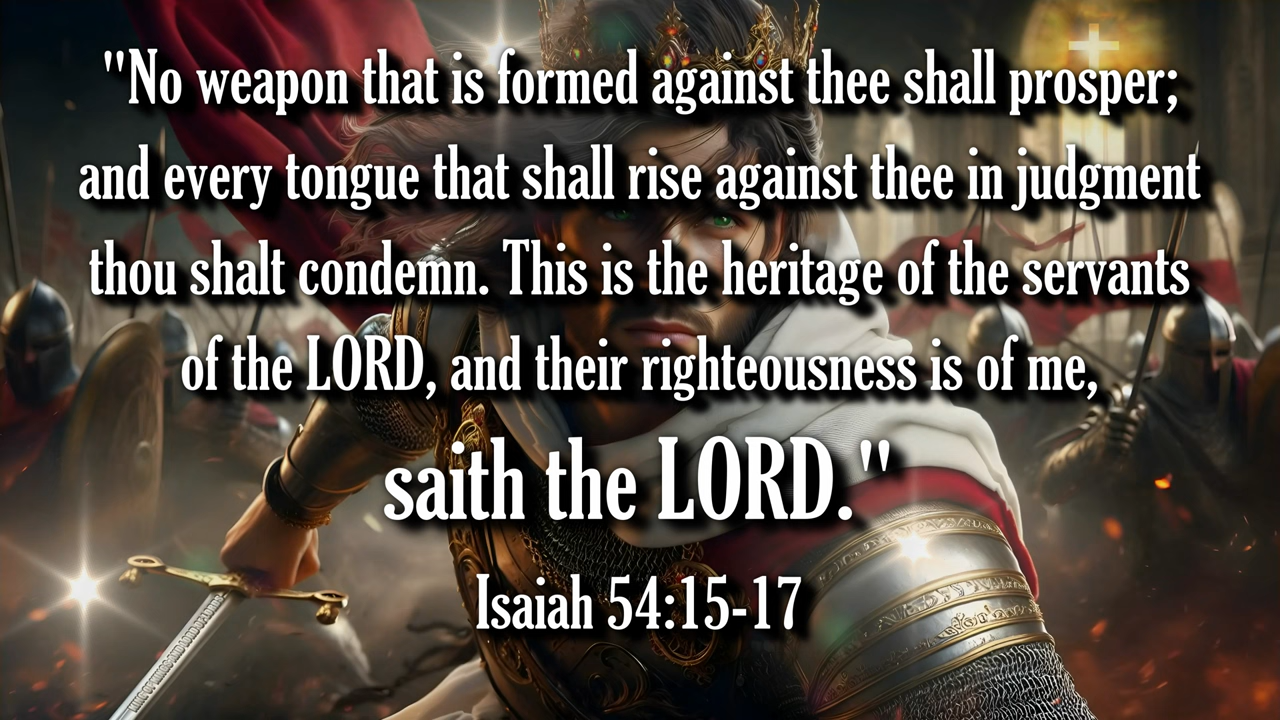 "No weapon that is formed against thee shall prosper;
and every tongue that shall rise against thee in judgment
thou shalt condemn. This is the heritage of the servants
of the LORD, and their righteousness is of me,
saith the LORD."
Isaiah 54:15-17